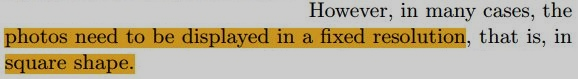 However, in many cases, the
photos need to be displayed in a fixed resolution, that is, in
square shape.